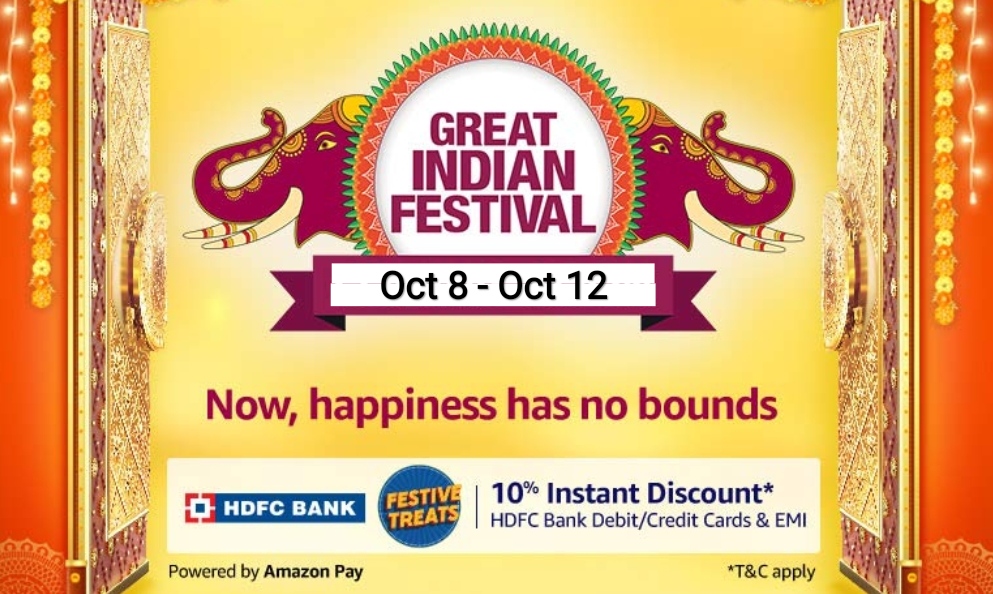 GREAT
INDIAN
FESTIVAL
Oct 8 - Oct 12
Now, happiness has no bounds
HDFC BANK
FESTIVE
TREATS
10% Instant Discount*
HDFC Bank Debit/Credit Cards & EMI
Powered by Amazon Pay
*T&C apply